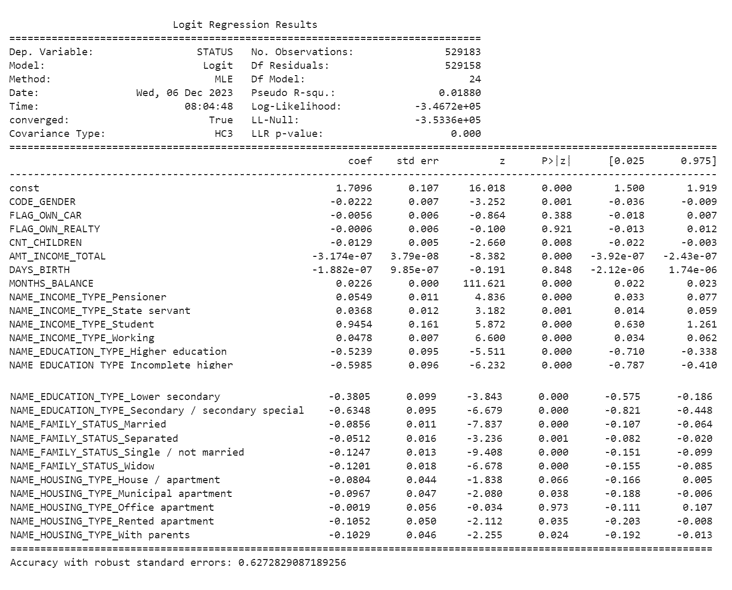 Logit Regression Results
==============================================================================
Dep. Variable: STATUS No. Observations: 529183
Model: Logit Df Residuals: 529158
Method: MLE Df Model: 24
Date: Wed, 06 Dec 2023 Pseudo R-squ.: 0.01880
Time: 08:04:48 Log-Likelihood: -3.4672e+05
converged: True LL-Null: -3.5336e+05
Covariance Type: HC3 LLR p-value: 0.000
==============================================================================
coef std err z P>|z| [0.025 0.975]
------------------------------------------------------------------------------
const 1.7096 0.107 16.018 0.000 1.500 1.919
CODE_GENDER -0.0222 0.007 -3.252 0.001 -0.036 -0.009
FLAG_OWN_CAR -0.0056 0.006 -0.864 0.388 -0.018 0.007
FLAG_OWN_REALTY -0.0006 0.006 -0.100 0.921 -0.013 0.012
CNT_CHILDREN -0.0129 0.005 -2.660 0.008 -0.022 -0.003
AMT_INCOME_TOTAL -3.174e-07 3.79e-08 -8.382 0.000 -3.92e-07 -2.43e-07
DAYS_BIRTH -1.882e-07 9.85e-07 -0.191 0.848 -2.12e-06 1.74e-06
MONTHS_BALANCE 0.0226 0.000 111.621 0.000 0.022 0.023
NAME_INCOME_TYPE_Pensioner 0.0549 0.011 4.836 0.000 0.033 0.077
NAME_INCOME_TYPE_State servant 0.0368 0.012 3.182 0.001 0.014 0.059
NAME_INCOME_TYPE_Student 0.9454 0.161 5.872 0.000 0.630 1.261
NAME_INCOME_TYPE_Working 0.0478 0.007 6.600 0.000 0.034 0.062
NAME_EDUCATION_TYPE_Higher education -0.5239 0.095 -5.511 0.000 -0.710 -0.338
NAME_EDUCATION_TYPE_Incomplete higher -0.5985 0.096 -6.232 0.000 -0.787 -0.410
NAME_EDUCATION_TYPE_Lower secondary -0.3805 0.099 -3.843 0.000 -0.575 -0.186
NAME_EDUCATION_TYPE_Secondary / secondary special -0.6348 0.095 -6.679 0.000 -0.821 -0.448
NAME_FAMILY_STATUS_Married -0.0856 0.011 -7.837 0.000 -0.107 -0.064
NAME_FAMILY_STATUS_Separated -0.0512 0.016 -3.236 0.001 -0.082 -0.020
NAME_FAMILY_STATUS_Single / not married -0.1247 0.013 -9.408 0.000 -0.151 -0.099
NAME_FAMILY_STATUS_Widow -0.1201 0.018 -6.678 0.000 -0.155 -0.085
NAME_HOUSING_TYPE_House / apartment -0.0804 0.044 -1.838 0.066 -0.166 0.005
NAME_HOUSING_TYPE_Municipal apartment -0.0967 0.047 -2.080 0.038 -0.188 -0.006
NAME_HOUSING_TYPE_Office apartment -0.0019 0.056 -0.034 0.973 -0.111 0.107
NAME_HOUSING_TYPE_Rented apartment -0.1052 0.050 -2.112 0.035 -0.203 -0.008
NAME_HOUSING_TYPE_With parents -0.1029 0.046 -2.255 0.024 -0.192 -0.013
==============================================================================
Accuracy with robust standard errors: 0.6272829087189256